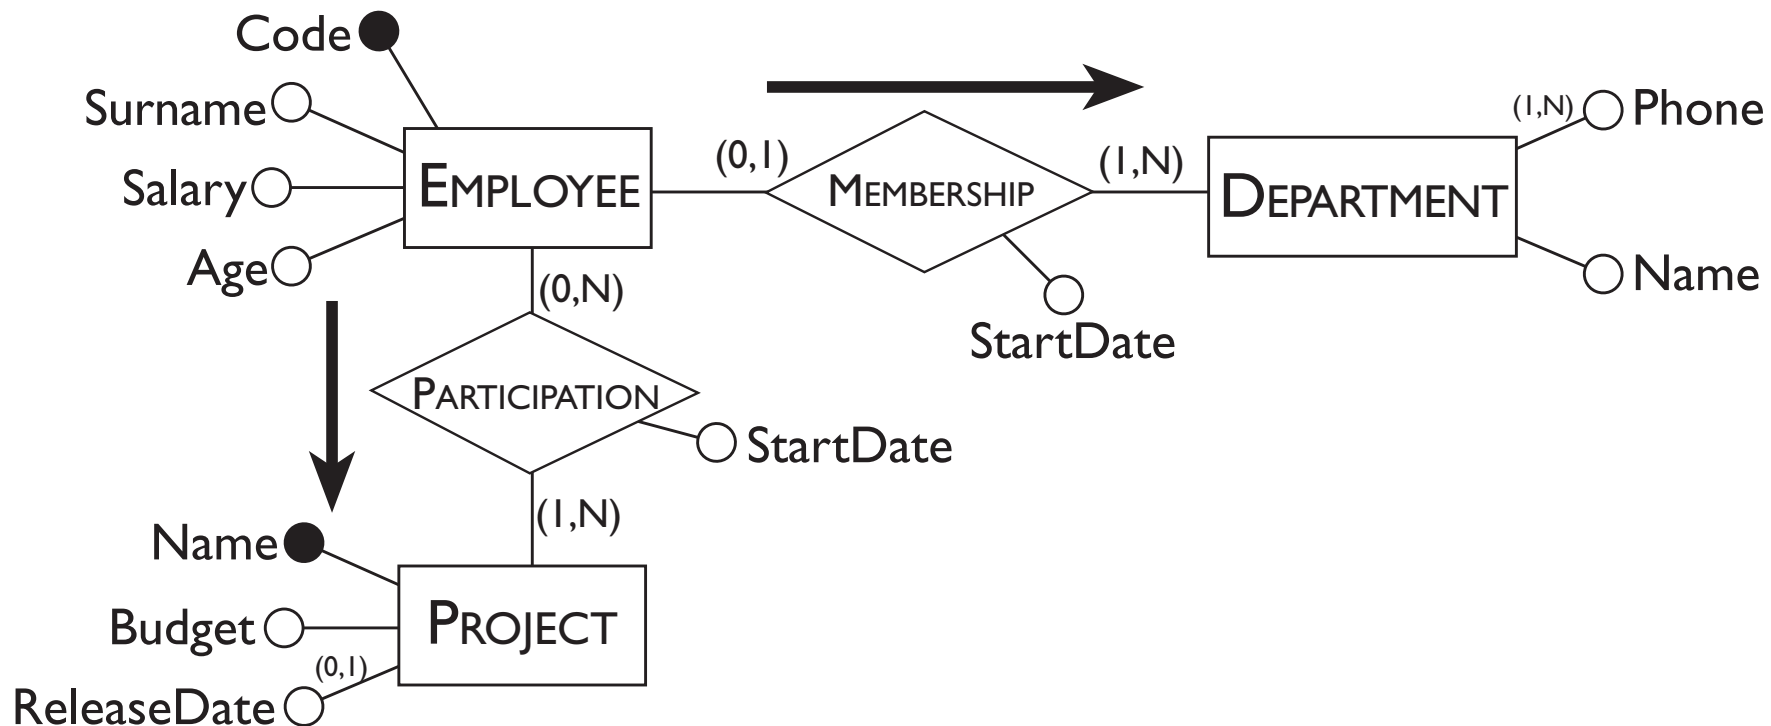 Code
Surname
Salary
Age
EMPLOYEE
(0,1)
MEMBERSHIP
(1,N)
DEPARTMENT
(1,N)
Phone
Name
StartDate
(0,N)
PARTICIPATION
StartDate
(1,N)
Name
Budget
(0,1)
ReleaseDate
PROJECT